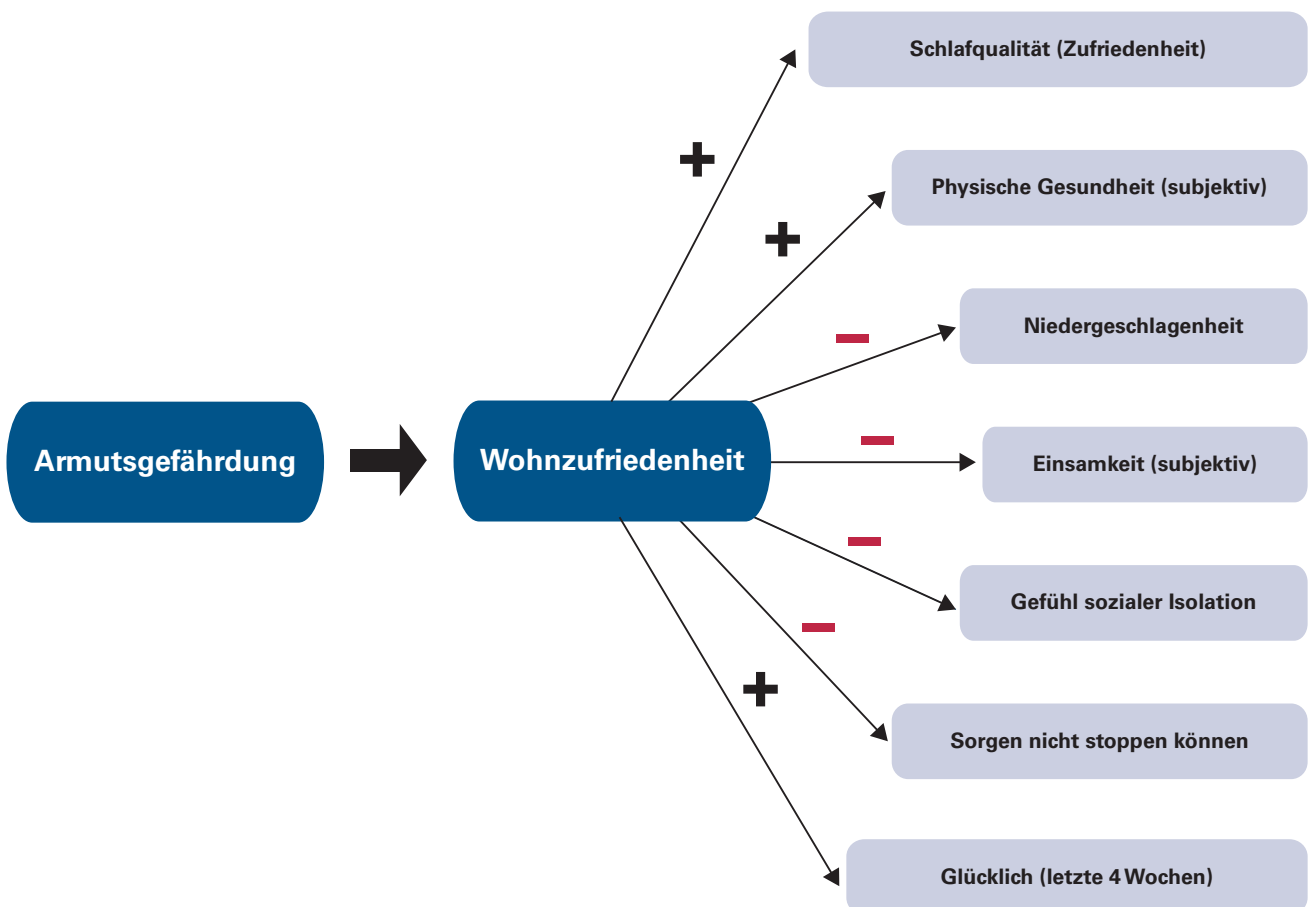 Schlafqualität (Zufriedenheit)
+
Physische Gesundheit (subjektiv)
+
Niedergeschlagenheit
–
Armutsgefährdung
Wohnzufriedenheit
–
Einsamkeit (subjektiv)
–
Gefühl sozialer Isolation
–
Sorgen nicht stoppen können
+
Glücklich (letzte 4 Wochen)